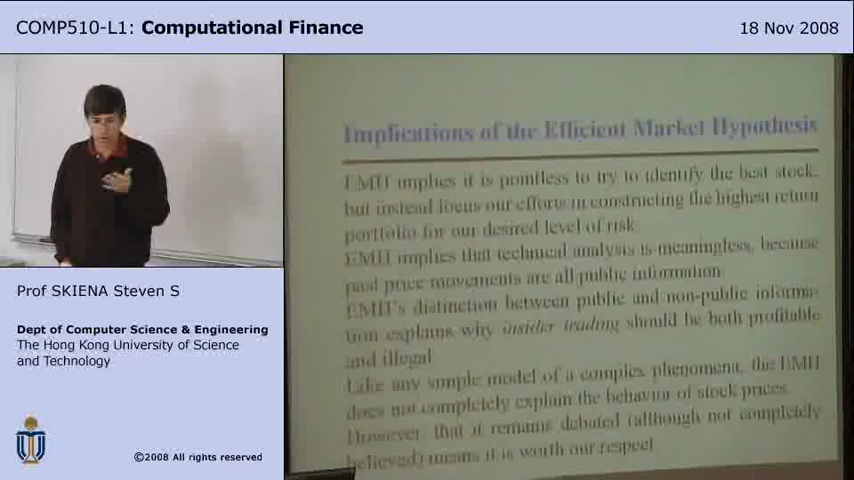 COMP510-L1: Computational Finance
18 Nov 2008
Implications of the Efficient Market Hypothesis
EMH implies it is pointless to try to identify the best stock,
but instead focus our efforts in constructing the highest return
portfolio for our desired level of risk.
EMH implies that technical analysis is meaningless, because
past price movements are all public information.
EMH's distinction between public and non-public informa-
tion explains why insider trading should be both profitable
and illegal.
Like any simple model of a complex phenomena, the EMH
does not completely explain the behavior of stock prices.
However, that it remains debated (although not completely
believed) means it is worth our respect.
Prof SKIENA Steven S
Dept of Computer Science & Engineering
The Hong Kong University of Science
and Technology
©2008 All rights reserved